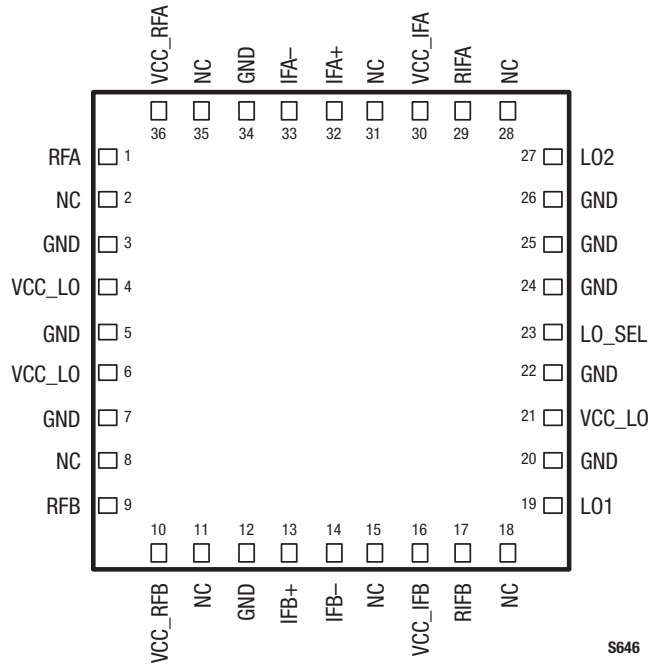 VCC_RFA NC GND IFA– IFA+ NC VCC_IFA RIFA NC
36 35 34 33 32 31 30 29 28
RFA 1 27 LO2
NC 2 26 GND
GND 3 25 GND
VCC_LO 4 24 GND
GND 5 23 LO_SEL
VCC_LO 6 22 GND
GND 7 21 VCC_LO
NC 8 20 GND
RFB 9 19 LO1
10 11 12 13 14 15 16 17 18
VCC_RFB NC GND IFB+ IFB– NC VCC_IFB RIFB NC
S646